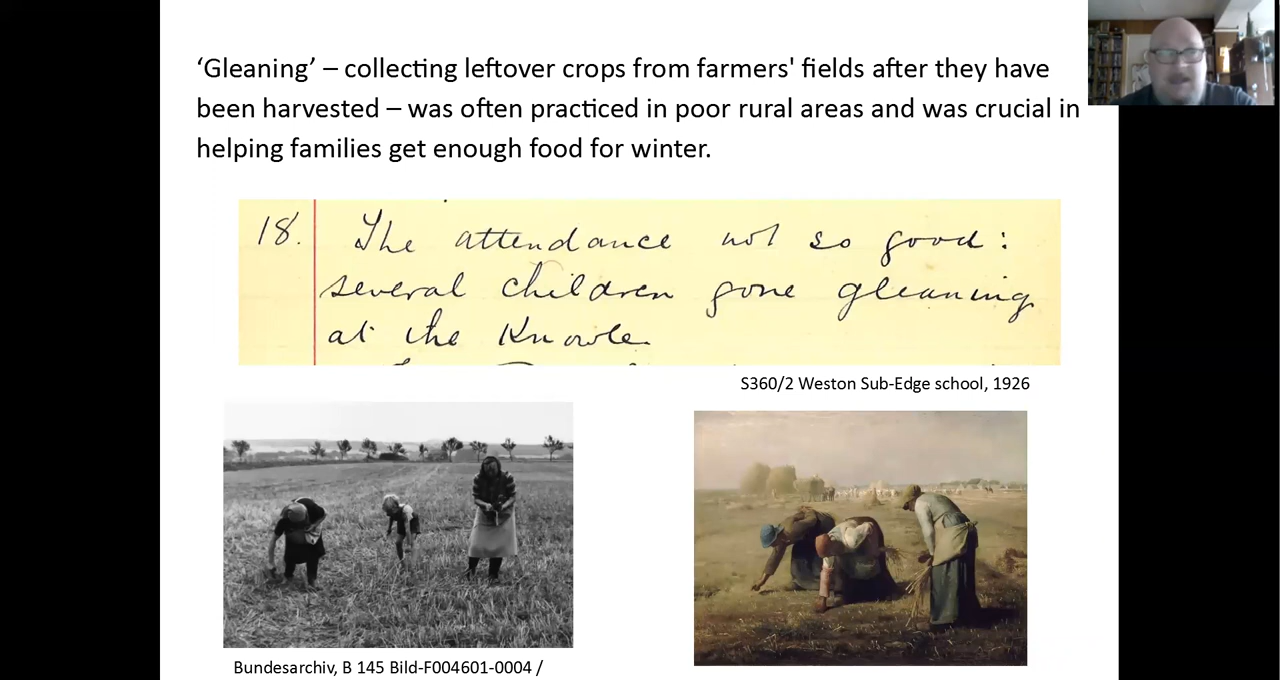 ‘Gleaning’ – collecting leftover crops from farmers' fields after they have
been harvested – was often practiced in poor rural areas and was crucial in
helping families get enough food for winter.
18. The attendance not so good:
several children gone gleaning
at the Knowle
S360/2 Weston Sub-Edge school, 1926
Bundesarchiv, B 145 Bild-F004601-0004 /